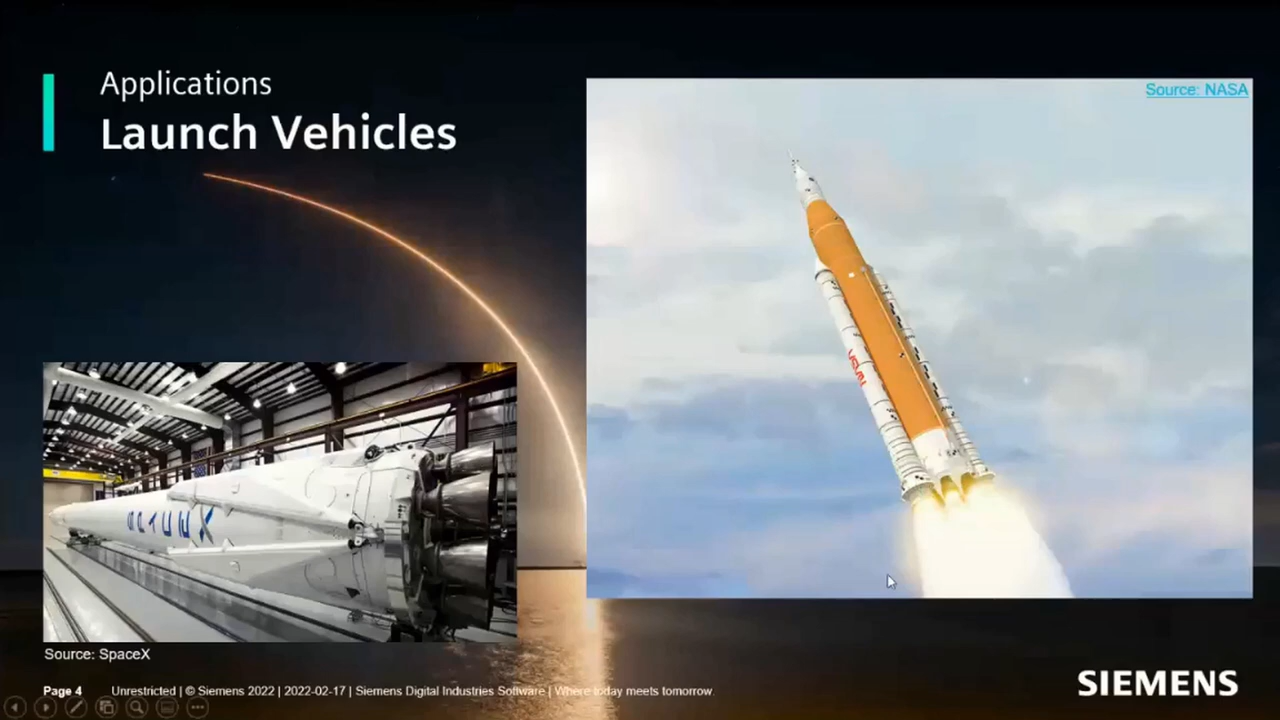 Applications
Launch Vehicles
Source: NASA
SPACEX
Source: SpaceX
Page 4 Unrestricted | © Siemens 2022 | 2022-02-17 | Siemens Digital Industries Software | Where today meets tomorrow.
SIEMENS